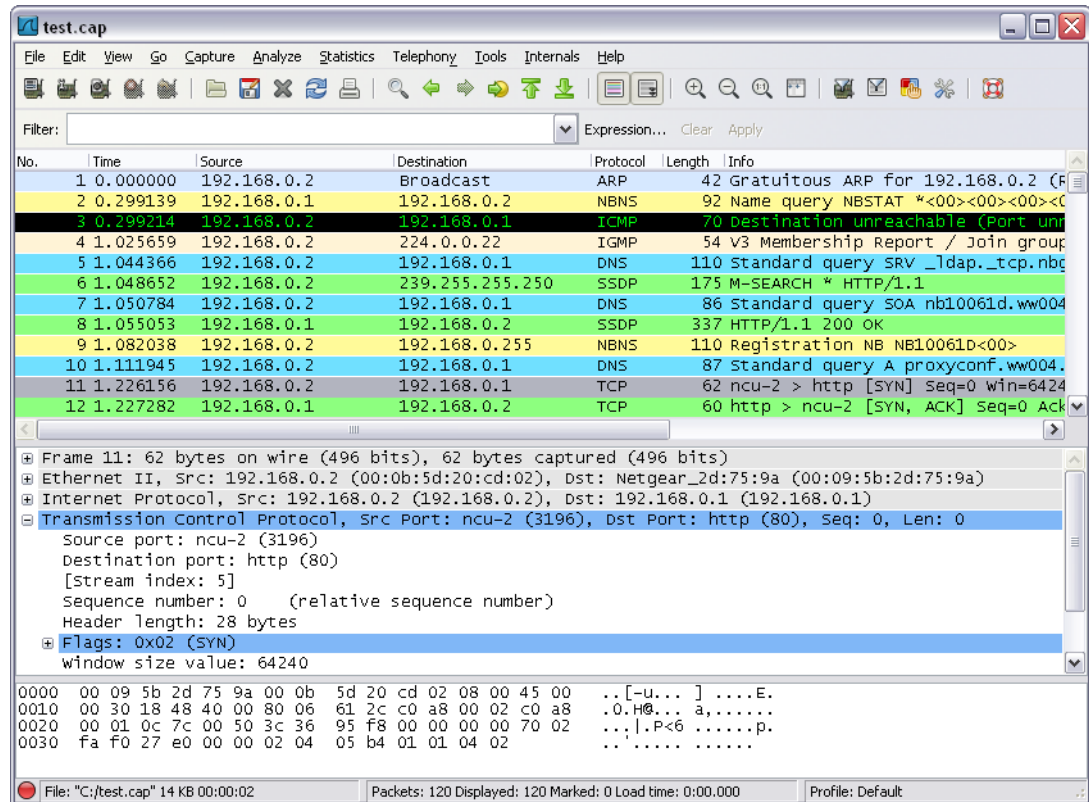 test.cap
File Edit View Go Capture Analyze Statistics Telephony Tools Internals Help
Filter: Expression... Clear Apply
No. Time Source Destination Protocol Length Info
1 0.000000 192.168.0.2 Broadcast ARP 42 Gratuitous ARP for 192.168.0.2 (R
2 0.299139 192.168.0.1 192.168.0.2 NBNS 92 Name query NBSTAT *<00><00><00><0
3 0.299214 192.168.0.2 192.168.0.1 ICMP 70 Destination unreachable (Port unr
4 1.025659 192.168.0.2 224.0.0.22 IGMP 54 V3 Membership Report / Join group
5 1.044366 192.168.0.2 192.168.0.1 DNS 110 Standard query SRV _ldap._tcp.nbg
6 1.048652 192.168.0.2 239.255.255.250 SSDP 175 M-SEARCH * HTTP/1.1
7 1.050784 192.168.0.2 192.168.0.1 DNS 86 Standard query SOA nb10061d.ww004
8 1.055053 192.168.0.1 192.168.0.2 SSDP 337 HTTP/1.1 200 OK
9 1.082038 192.168.0.2 192.168.0.255 NBNS 110 Registration NB NB10061D<00>
10 1.111945 192.168.0.2 192.168.0.1 DNS 87 Standard query A proxyconf.ww004.
11 1.226156 192.168.0.2 192.168.0.1 TCP 62 ncu-2 > http [SYN] Seq=0 Win=6424
12 1.227282 192.168.0.1 192.168.0.2 TCP 60 http > ncu-2 [SYN, ACK] Seq=0 Ack
Frame 11: 62 bytes on wire (496 bits), 62 bytes captured (496 bits)
Ethernet II, Src: 192.168.0.2 (00:0b:5d:20:cd:02), Dst: Netgear_2d:75:9a (00:09:5b:2d:75:9a)
Internet Protocol, Src: 192.168.0.2 (192.168.0.2), Dst: 192.168.0.1 (192.168.0.1)
Transmission Control Protocol, Src Port: ncu-2 (3196), Dst Port: http (80), Seq: 0, Len: 0
Source port: ncu-2 (3196)
Destination port: http (80)
[Stream index: 5]
Sequence number: 0 (relative sequence number)
Header length: 28 bytes
Flags: 0x02 (SYN)
Window size value: 64240
0000 00 09 5b 2d 75 9a 00 0b 5d 20 cd 02 08 00 45 00 ..[-u... ] ....E.
0010 00 30 18 48 40 00 80 06 61 2c c0 a8 00 02 c0 a8 .0.H@... a,......
0020 00 01 0c 7c 00 50 3c 36 95 f8 00 00 00 00 70 02 ...|.P<6 ......p.
0030 fa f0 27 e0 00 00 02 04 05 b4 01 01 04 02 ..'..... ......
File: "C:/test.cap" 14 KB 00:00:02 Packets: 120 Displayed: 120 Marked: 0 Load time: 0:00.000 Profile: Default